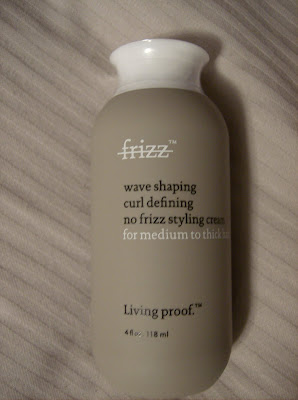 frizz™
wave shaping
curl defining
no frizz styling cream
for medium to thick
Living proof.™
4 fl oz. 118 ml